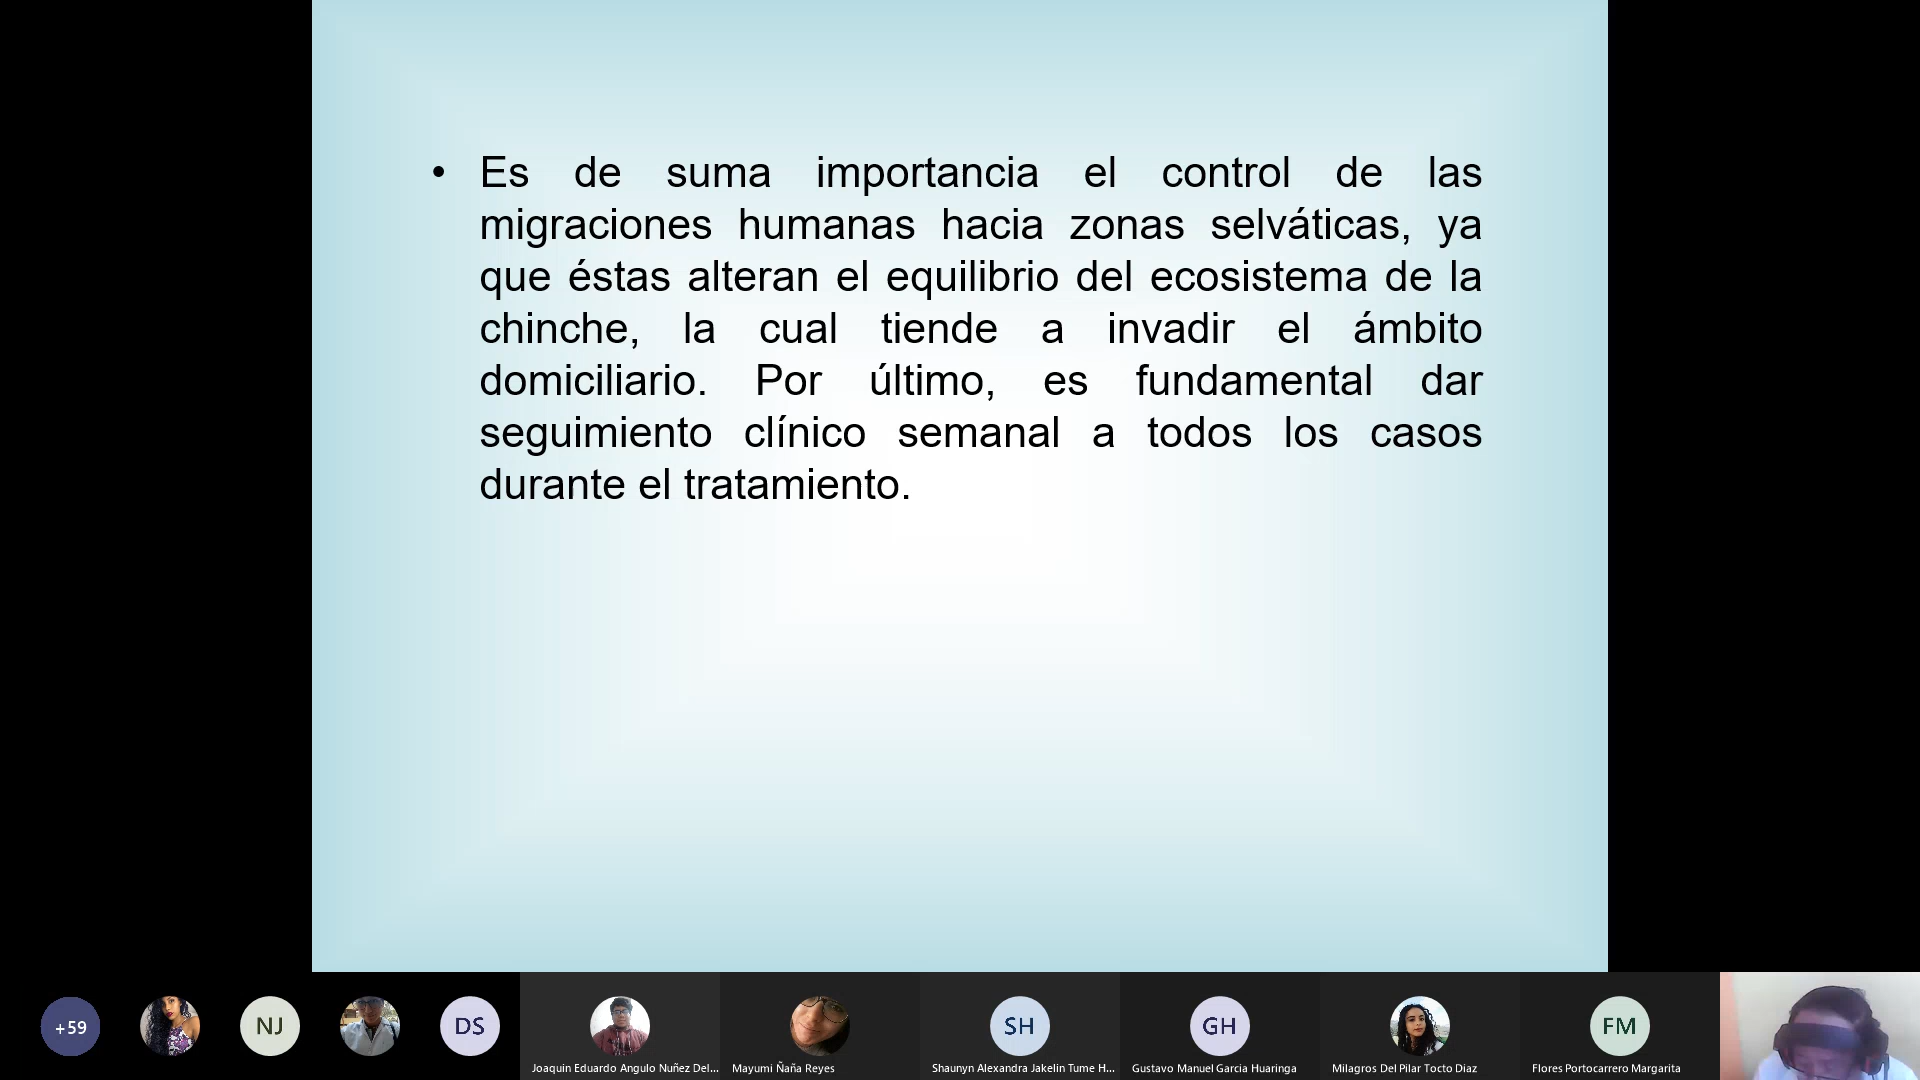 • Es de suma importancia el control de las
migraciones humanas hacia zonas selváticas, ya
que éstas alteran el equilibrio del ecosistema de la
chinche, la cual tiende a invadir el ámbito
domiciliario. Por último, es fundamental dar
seguimiento clínico semanal a todos los casos
durante el tratamiento.
+59
NJ
DS
SH
GH
FM
Joaquin Eduardo Angulo Nuñez Del...
Mayumi Ñaña Reyes
Shaunyn Alexandra Jakelin Tume H...
Gustavo Manuel Garcia Huaringa
Milagros Del Pilar Tocto Diaz
Flores Portocarrero Margarita